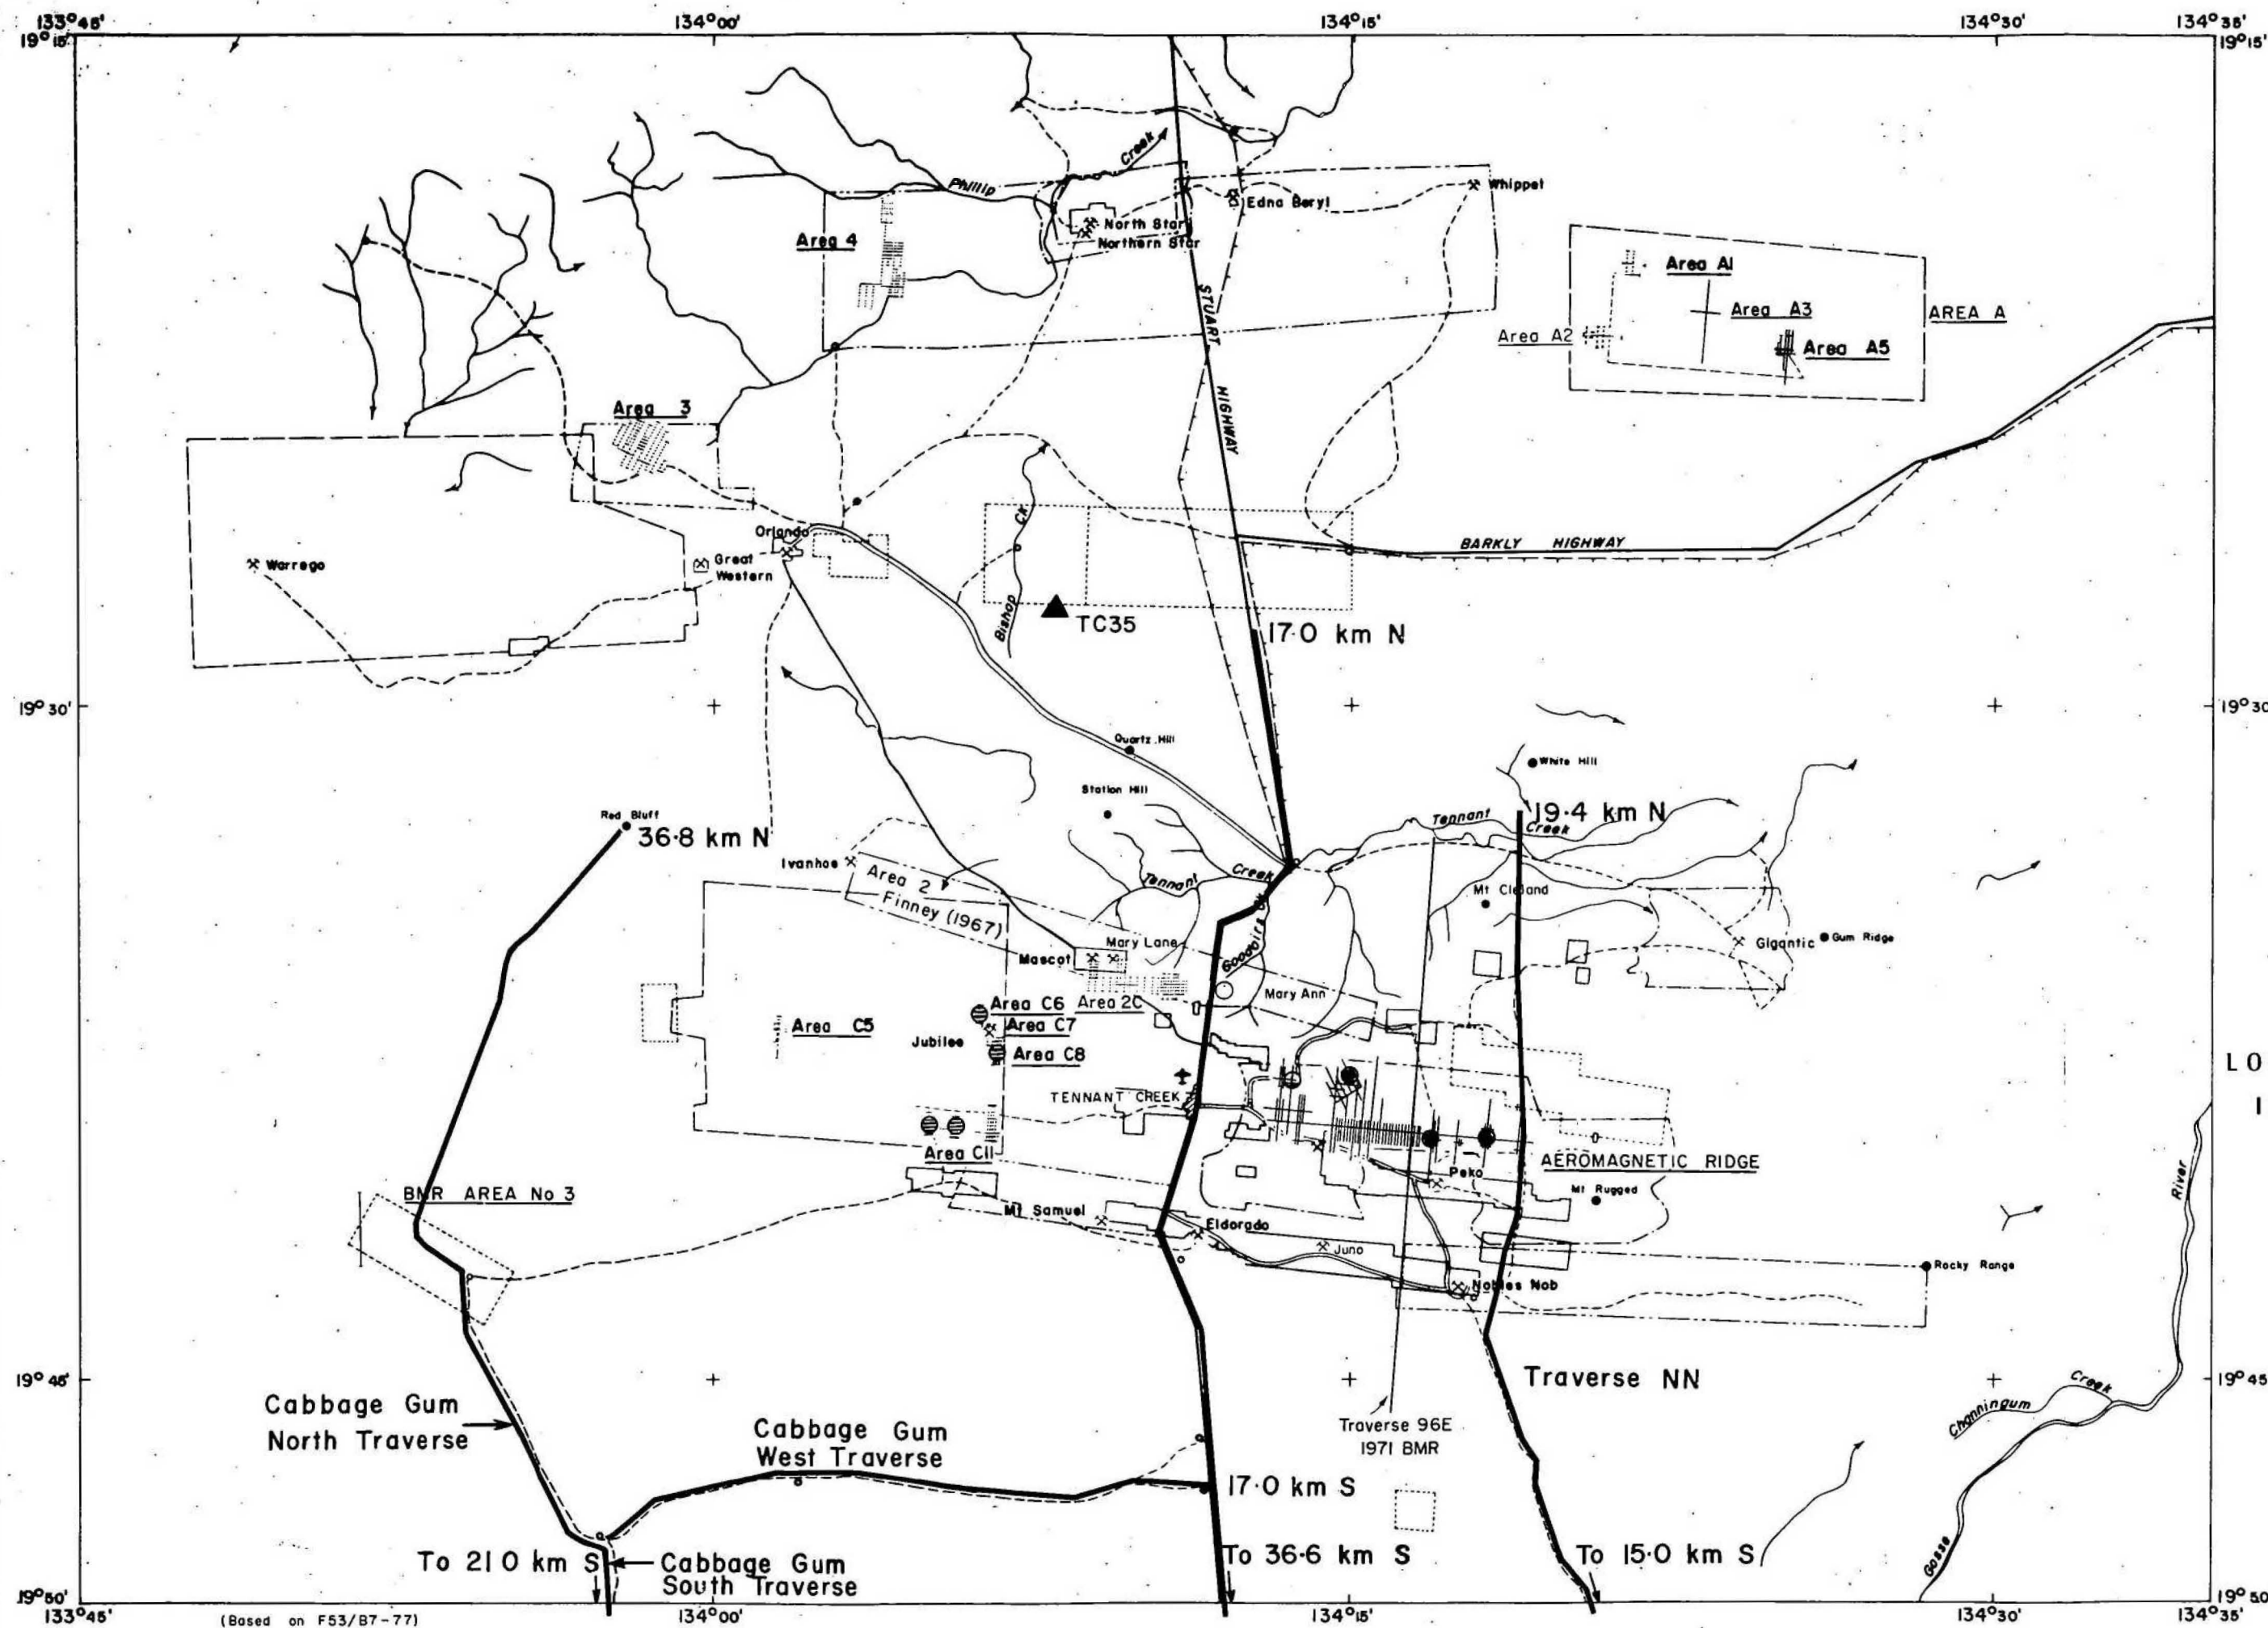 133°45'
134°00'
134°15'
134°30'
134°35'
19°15'
19°15'
Creek
Phillip
Whippet
Edna Beryl
North Star
Northern Star
Area 4
Area A1
Area A3
AREA A
Area A2
Area A5
STUART
HIGHWAY
Area 3
Orlando
Great
Western
Warrego
Ck
Bishop
BARKLY HIGHWAY
TC35
17·0 km N
19°30'
19°30
Quartz Hill
White Hill
Station Hill
Red Bluff
36·8 km N
19·4 km N
Tennant
Creek
Ivanhoe
Area 2
Finney (1967)
Tennant
Creek
Mt Cleland
Goodbirs
Mary Lane
Gigantic
Gum Ridge
Mascot
Mary Ann
Area C6
Area 2C
Area C5
Area C7
Jubilee
Area C8
LO
I
TENNANT CREEK
Area C11
AEROMAGNETIC RIDGE
Peko
Mt Rugged
BMR AREA No 3
Mt Samuel
Eldorado
Juno
River
Rocky Range
Nobles Nob
19°45'
19°45
Traverse NN
Cabbage Gum
North Traverse
Cabbage Gum
West Traverse
Traverse 96E
1971 BMR
Creek
Channingum
17·0 km S
To 21 0 km S
Cabbage Gum
South Traverse
To 36·6 km S
To 15·0 km S
Gosse
19°50'
19°50
133°45'
134°00'
134°15'
134°30'
134°35'
(Based on F53/B7-77)